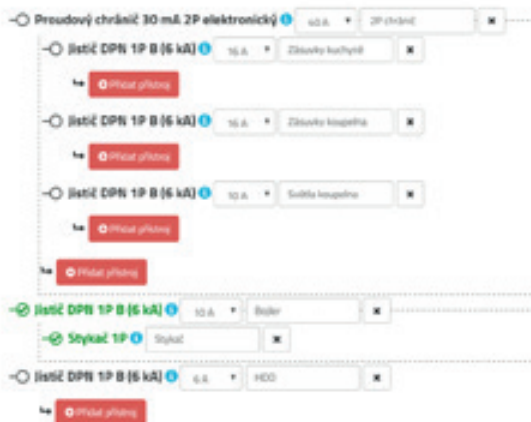 Proudový chránič 30 mA 2P elektronický i 40 A 2P chránič
Jistič DPN 1P B (6 kA) i 16 A Zásuvky kuchyně
Přidat přístroj
Jistič DPN 1P B (6 kA) i 16 A Zásuvky koupelna
Přidat přístroj
Jistič DPN 1P B (6 kA) i 10 A Světla koupelna
Přidat přístroj
Přidat přístroj
Jistič DPN 1P B (6 kA) i 10 A Bojler
Stykač 1P i Stykač
Jistič DPN 1P B (6 kA) i 6 A HDO
Přidat přístroj